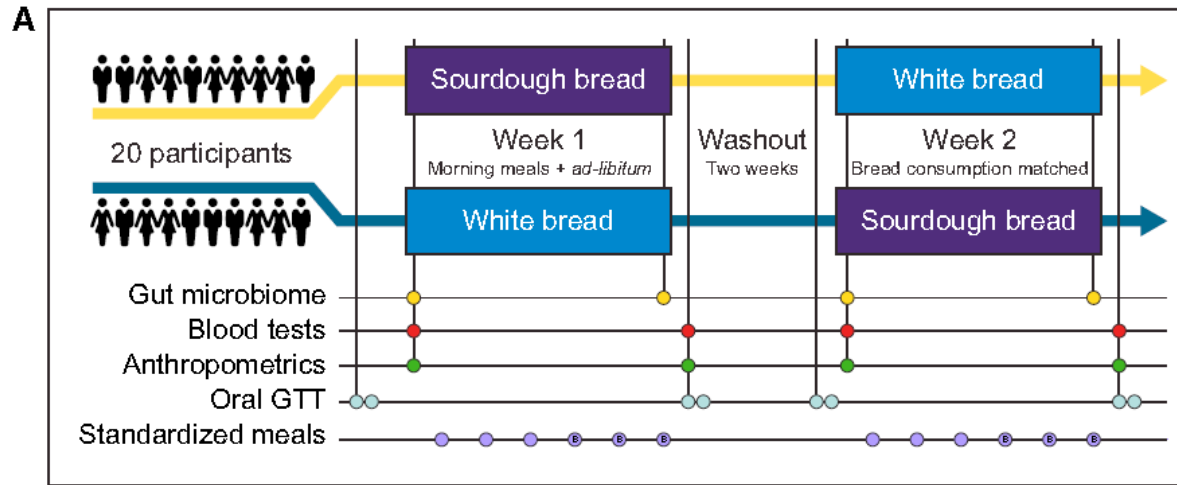 A
Sourdough bread
White bread
20 participants
Week 1
Morning meals + ad-libitum
Washout
Two weeks
Week 2
Bread consumption matched
White bread
Sourdough bread
Gut microbiome
Blood tests
Anthropometrics
Oral GTT
Standardized meals
B B B B B B